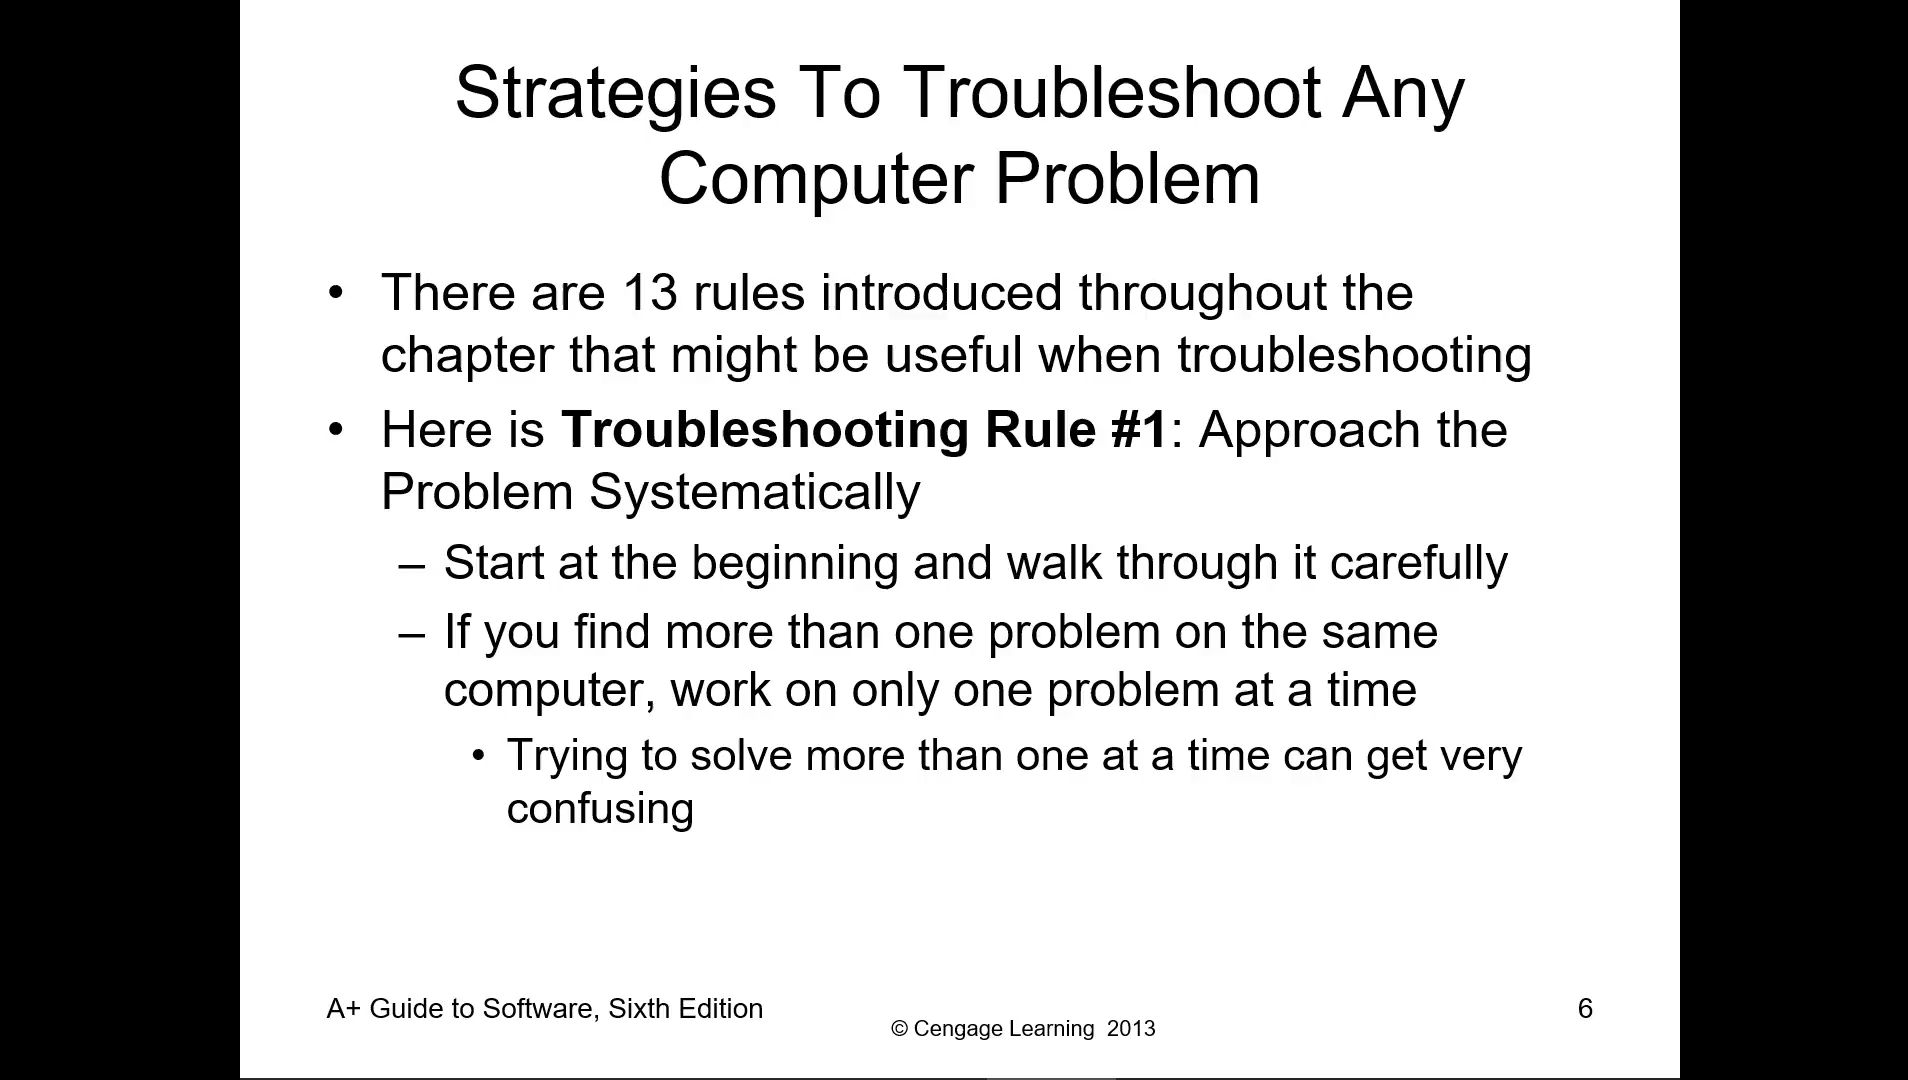 Strategies To Troubleshoot Any
Computer Problem
• There are 13 rules introduced throughout the
chapter that might be useful when troubleshooting
• Here is Troubleshooting Rule #1: Approach the
Problem Systematically
– Start at the beginning and walk through it carefully
– If you find more than one problem on the same
computer, work on only one problem at a time
• Trying to solve more than one at a time can get very
confusing
A+ Guide to Software, Sixth Edition
© Cengage Learning 2013
6